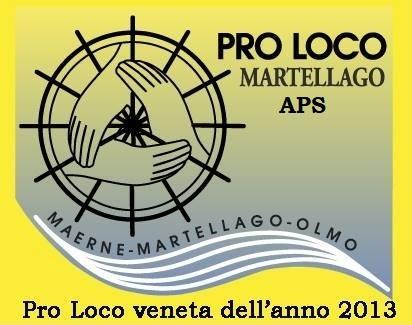 PRO LOCO
MARTELLAGO
APS
MAERNE-MARTELLAGO-OLMO
Pro Loco veneta dell'anno 2013